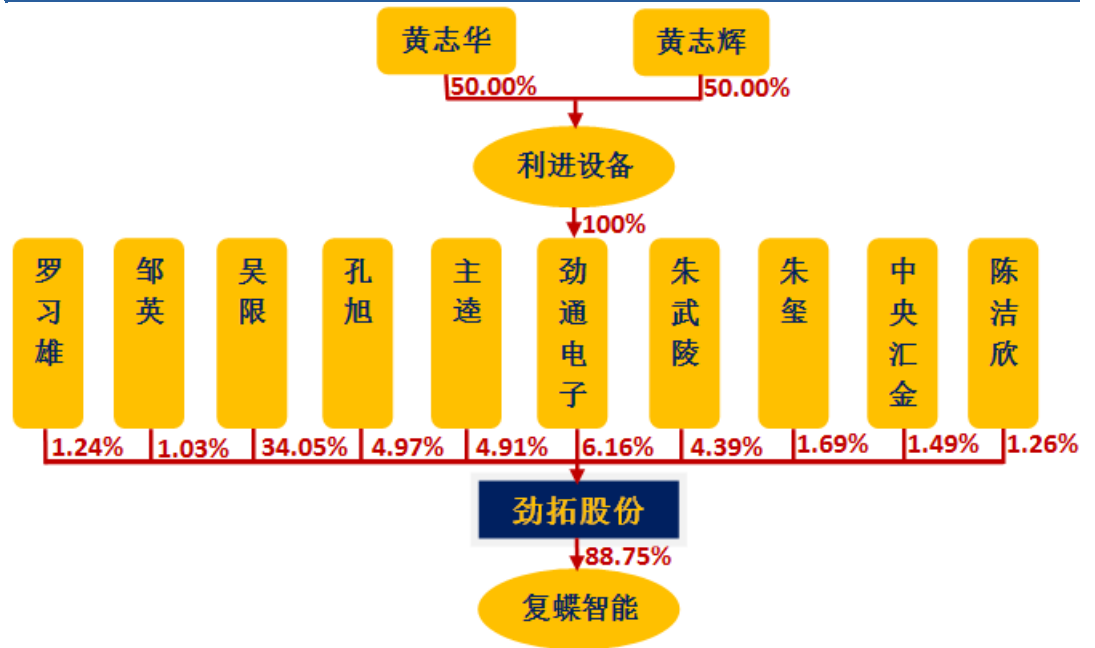 黄志华
黄志辉
50.00%
50.00%
利进设备
100%
罗习雄
邹英
吴限
孔旭
主逵
劲通电子
朱武陵
朱玺
中央汇金
陈洁欣
1.24%
1.03%
34.05%
4.97%
4.91%
6.16%
4.39%
1.69%
1.49%
1.26%
劲拓股份
88.75%
复蝶智能